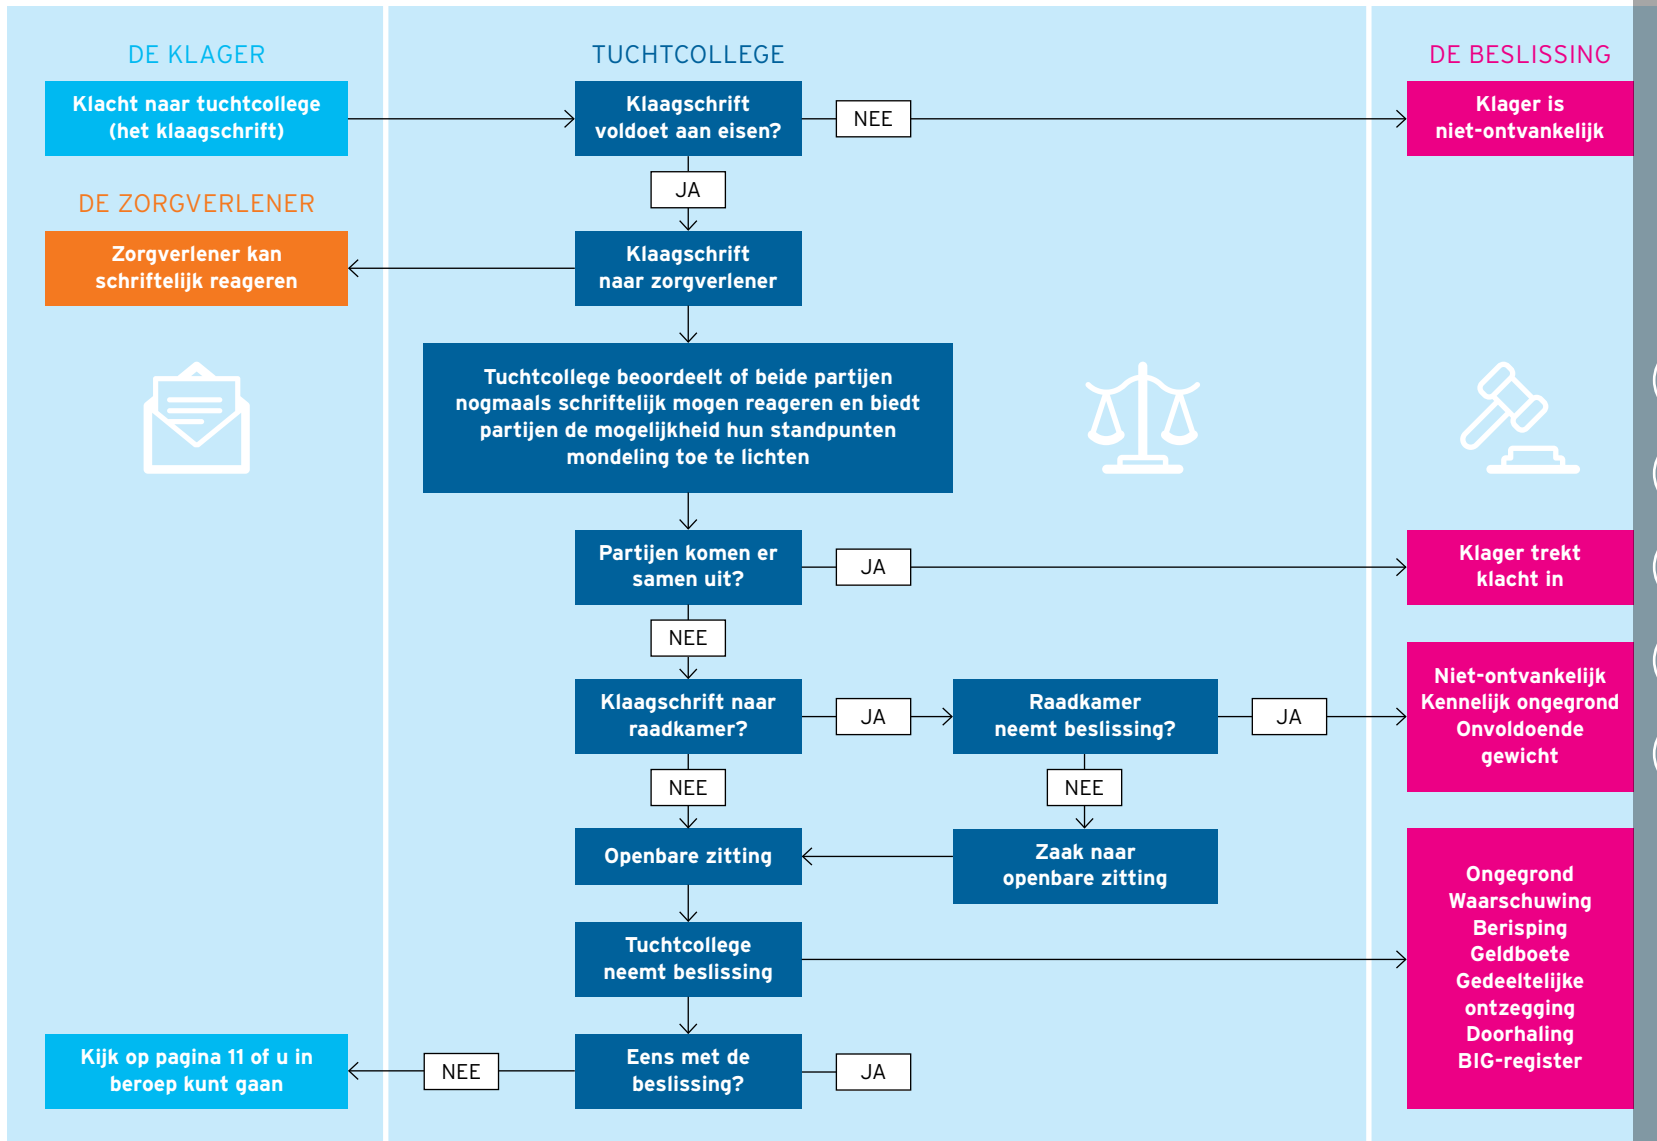 DE KLAGER
TUCHTCOLLEGE
DE BESLISSING
Klacht naar tuchtcollege
(het klaagschrift)
Klaagschrift
voldoet aan eisen?
NEE
Klager is
niet-ontvankelijk
JA
DE ZORGVERLENER
Zorgverlener kan
schriftelijk reageren
Klaagschrift
naar zorgverlener
Tuchtcollege beoordeelt of beide partijen
nogmaals schriftelijk mogen reageren en biedt
partijen de mogelijkheid hun standpunten
mondeling toe te lichten
Partijen komen er
samen uit?
JA
Klager trekt
klacht in
NEE
Klaagschrift naar
raadkamer?
JA
Raadkamer
neemt beslissing?
JA
Niet-ontvankelijk
Kennelijk ongegrond
Onvoldoende
gewicht
NEE
NEE
Openbare zitting
Zaak naar
openbare zitting
Tuchtcollege
neemt beslissing
Ongegrond
Waarschuwing
Berisping
Geldboete
Gedeeltelijke
ontzegging
Doorhaling
BIG-register
Kijk op pagina 11 of u in
beroep kunt gaan
NEE
Eens met de
beslissing?
JA